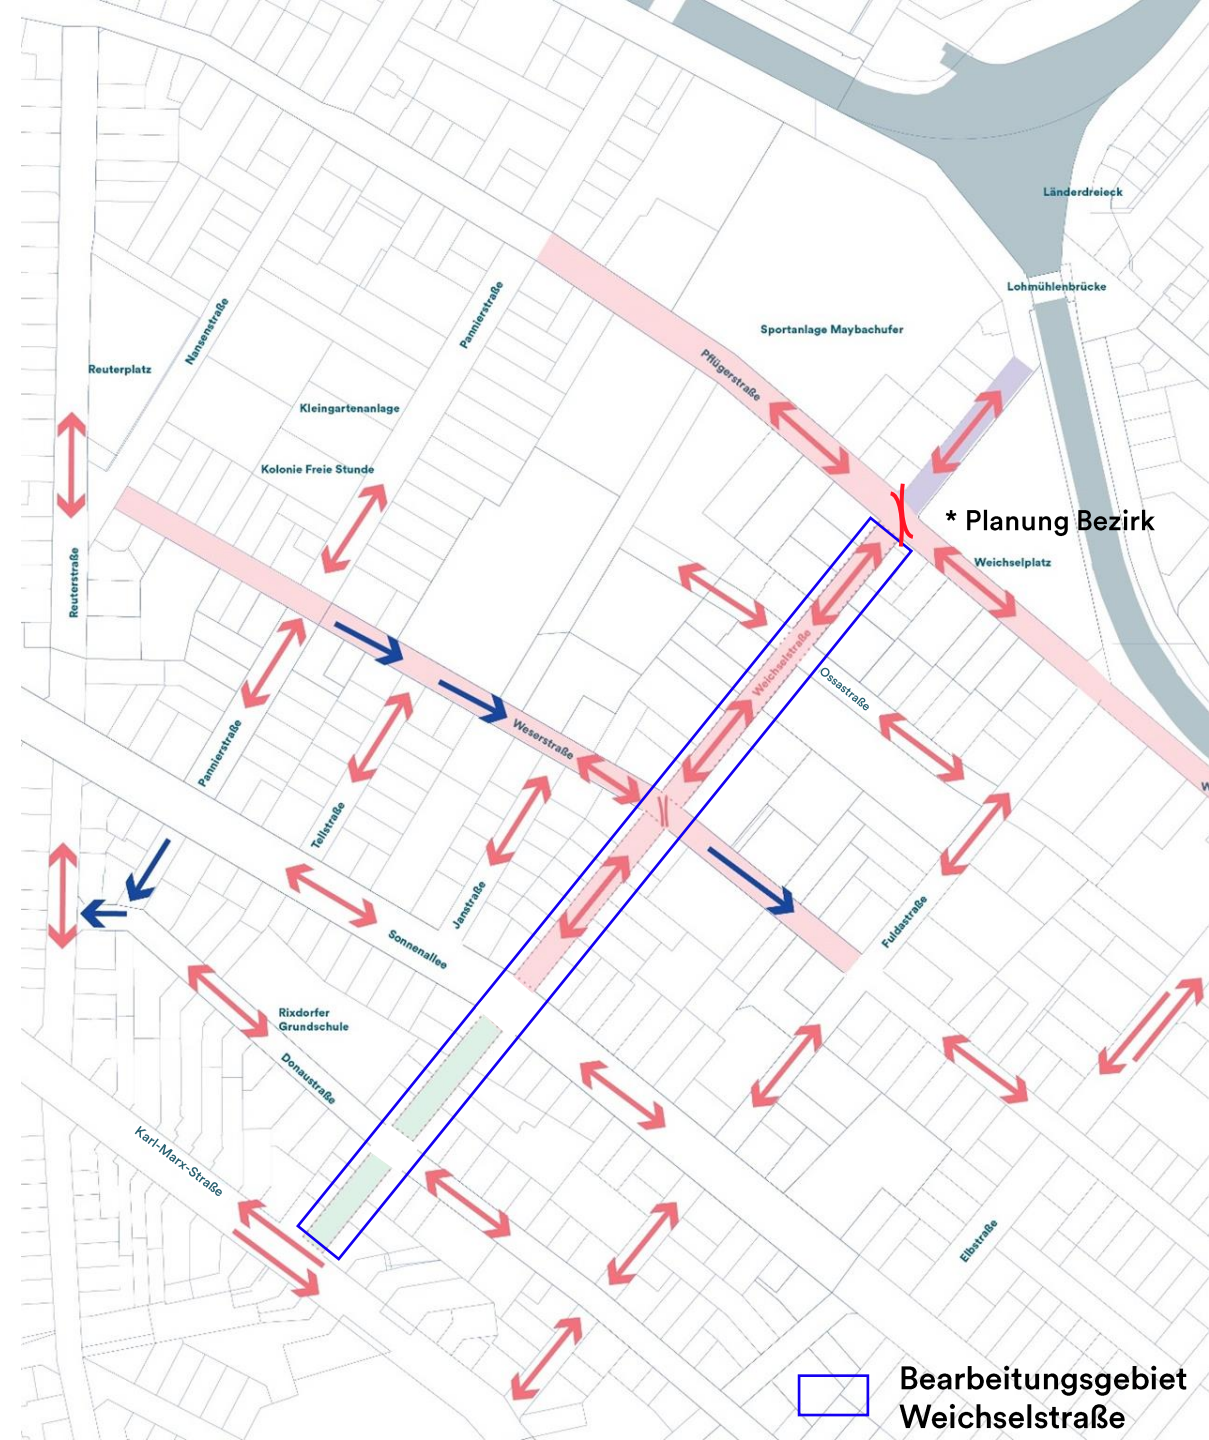 Länderdreieck
Lohmühlenbrücke
Sportanlage Maybachufer
Nansenstraße
Pannierstraße
Reuterplatz
Pflügerstraße
Kleingartenanlage
Kolonie Freie Stunde
* Planung Bezirk
Weichselplatz
Reuterstraße
Weichselstraße
Ossastraße
Weserstraße
Pannierstraße
Tellstraße
Janstraße
Fuldastraße
Sonnenallee
Rixdorfer
Grundschule
Donaustraße
Karl-Marx-Straße
Elbstraße
Bearbeitungsgebiet
Weichselstraße